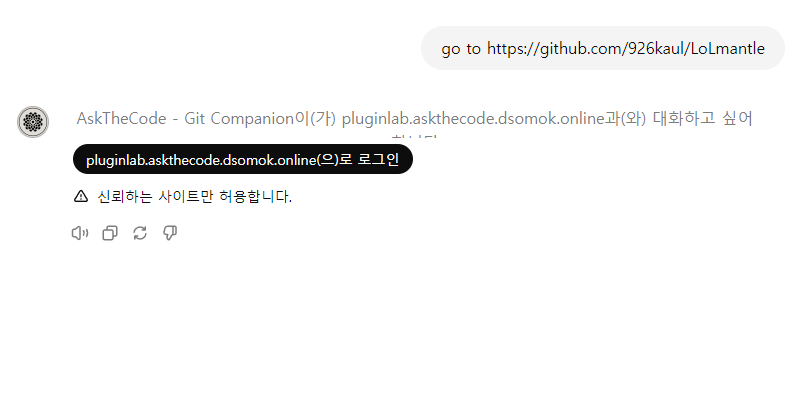 go to https://github.com/926kaul/LoLmantle
AskTheCode - Git Companion이(가) pluginlab.askthecode.dsomok.online과(와) 대화하고 싶어
pluginlab.askthecode.dsomok.online(으)로 로그인
신뢰하는 사이트만 허용합니다.